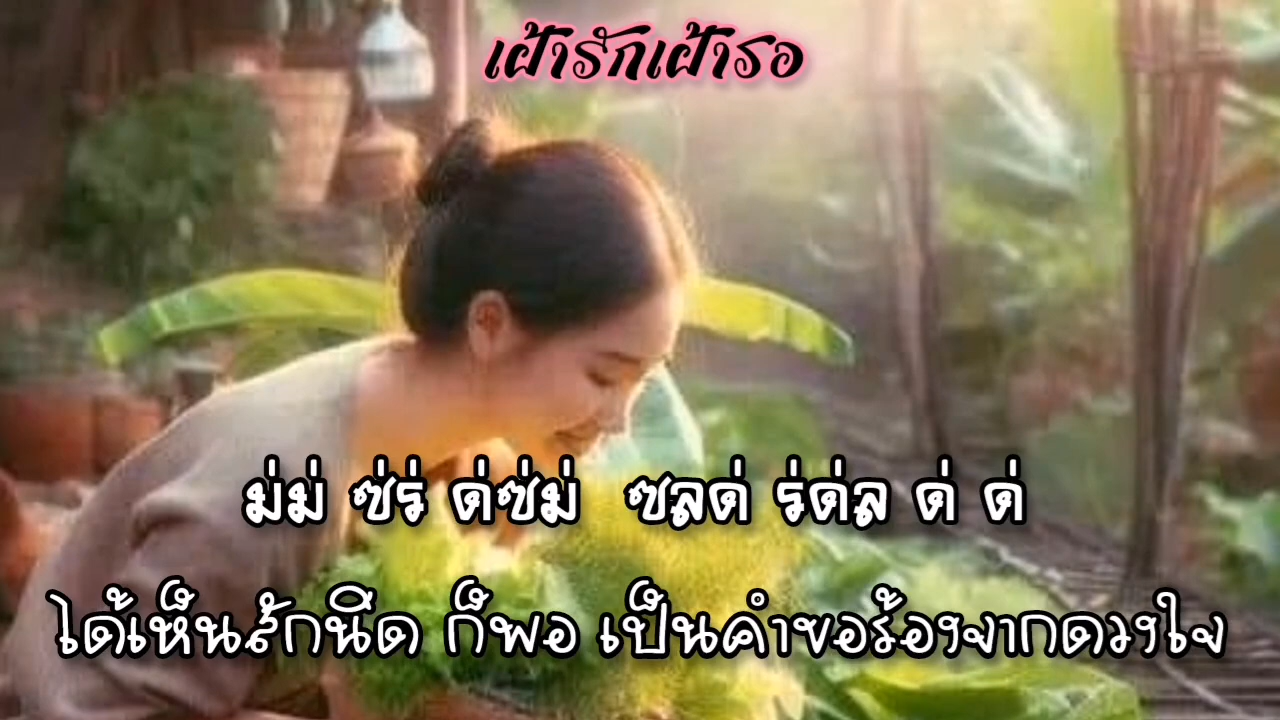 เฝ้ารักเฝ้ารอ
ม่ม่ ซ่ร่ ด่ซ่ม่ ซลด่ ร่ด่ล ด่ ด่
ได้เห็นสักนืด ก็พอ เป็นคำขอร้องจากดวงใจ